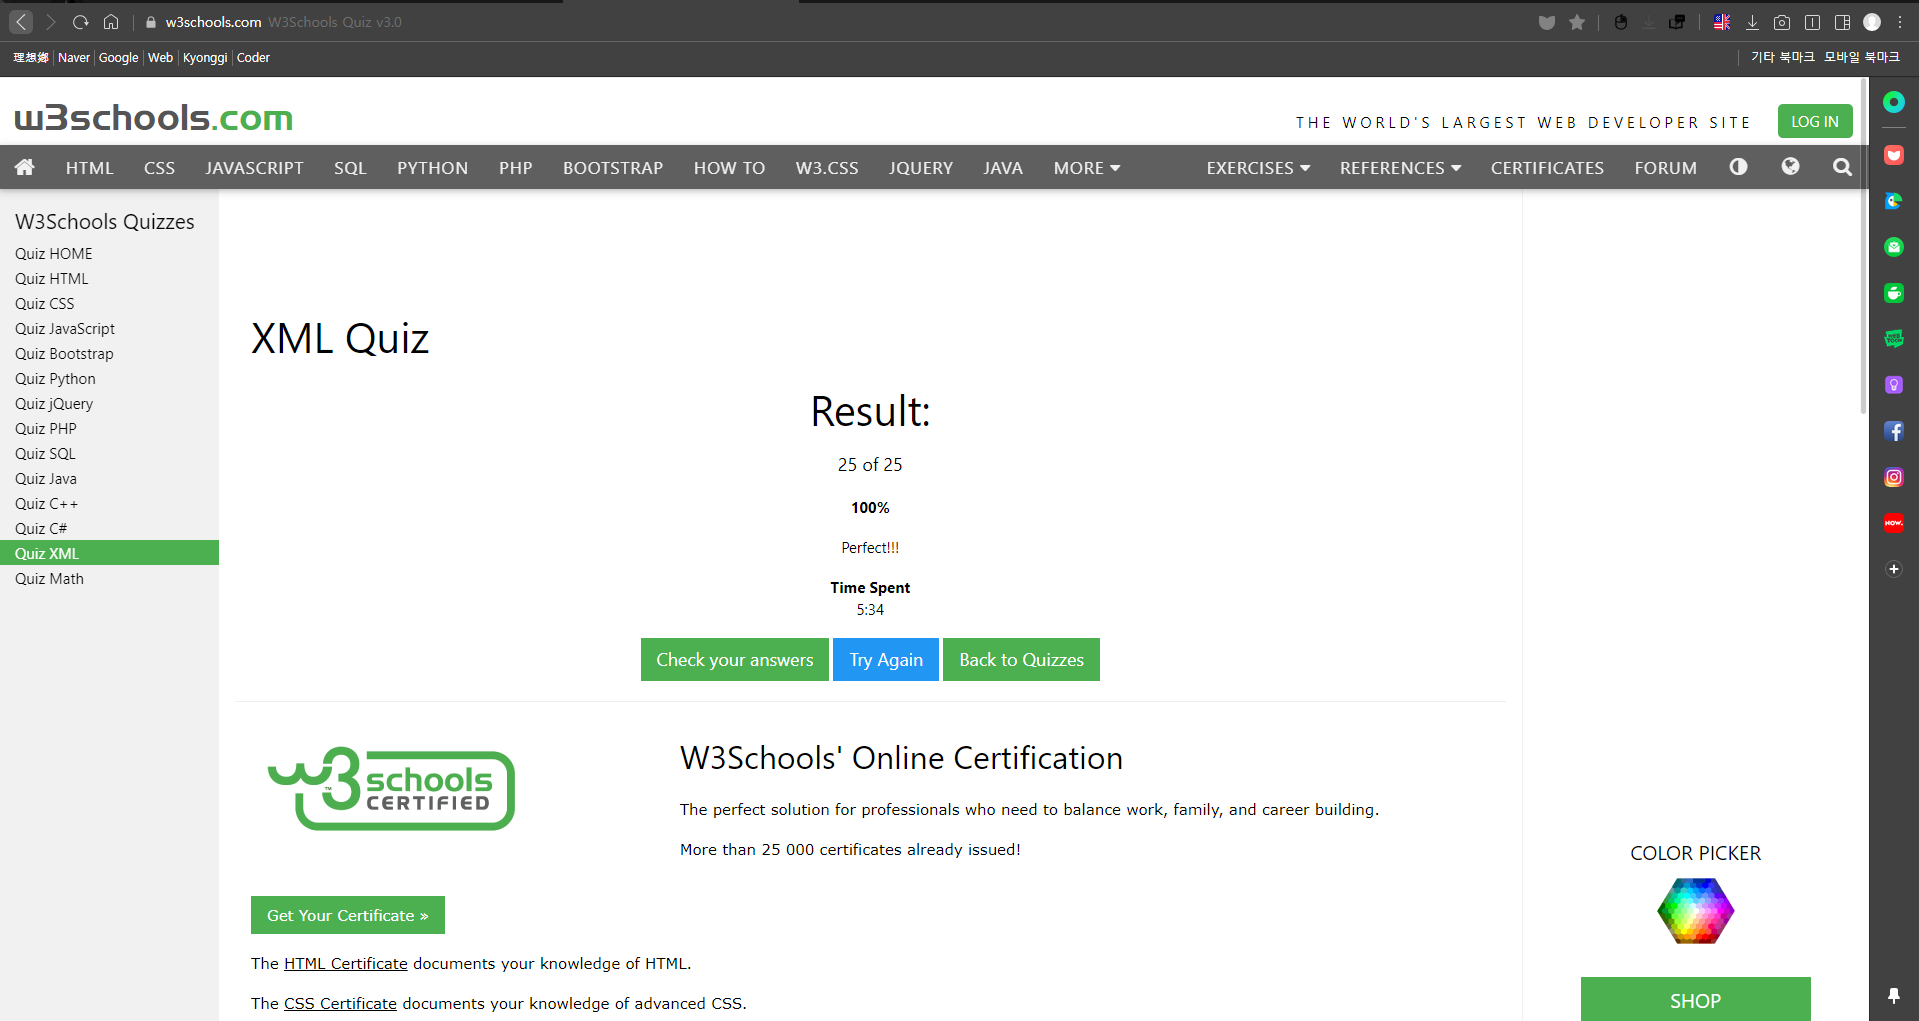 w3schools.com W3Schools Quiz v3.0
理想鄕 Naver Google Web Kyonggi Coder 기타 북마크 모바일 북마크
w3schools.com
THE WORLD'S LARGEST WEB DEVELOPER SITE
LOG IN
HTML CSS JAVASCRIPT SQL PYTHON PHP BOOTSTRAP HOW TO W3.CSS JQUERY JAVA MORE EXERCISES REFERENCES CERTIFICATES FORUM
W3Schools Quizzes
Quiz HOME
Quiz HTML
Quiz CSS
Quiz JavaScript
Quiz Bootstrap
Quiz Python
Quiz jQuery
Quiz PHP
Quiz SQL
Quiz Java
Quiz C++
Quiz C#
Quiz XML
Quiz Math
XML Quiz
Result:
25 of 25
100%
Perfect!!!
Time Spent
5:34
Check your answers Try Again Back to Quizzes
w3schools
CERTIFIED
™
W3Schools' Online Certification
The perfect solution for professionals who need to balance work, family, and career building.
More than 25 000 certificates already issued!
Get Your Certificate »
The HTML Certificate documents your knowledge of HTML.
The CSS Certificate documents your knowledge of advanced CSS.
COLOR PICKER
SHOP
NOW.